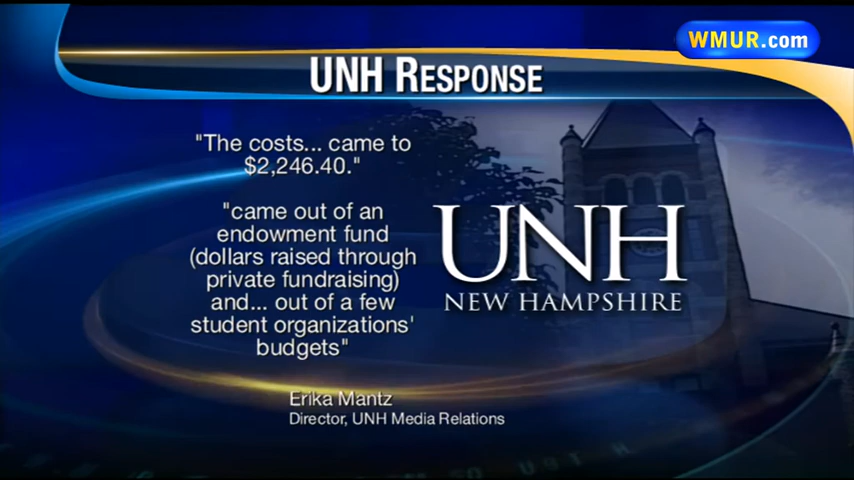 WMUR.com
UNH RESPONSE
"The costs... came to
$2,246.40."
"came out of an
endowment fund
(dollars raised through
private fundraising)
and... out of a few
student organizations'
budgets"
UNH
NEW HAMPSHIRE
Erika Mantz
Director, UNH Media Relations